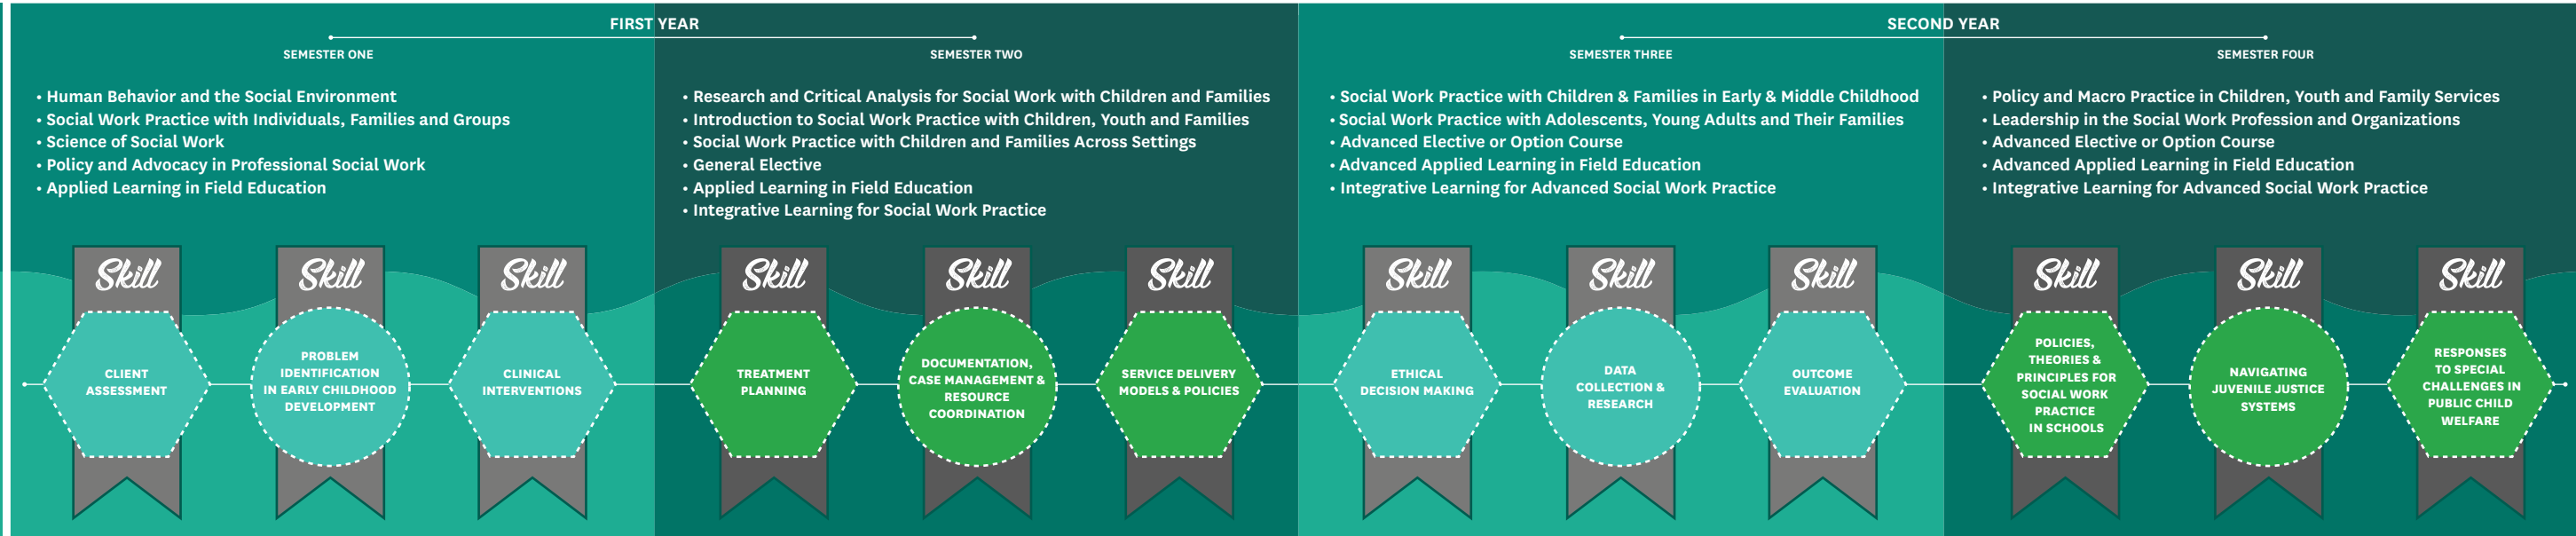 FIRST YEAR
SEMESTER ONE
SEMESTER TWO
• Human Behavior and the Social Environment
• Social Work Practice with Individuals, Families and Groups
• Science of Social Work
• Policy and Advocacy in Professional Social Work
• Applied Learning in Field Education
• Research and Critical Analysis for Social Work with Children and Families
• Introduction to Social Work Practice with Children, Youth and Families
• Social Work Practice with Children and Families Across Settings
• General Elective
• Applied Learning in Field Education
• Integrative Learning for Social Work Practice
SECOND YEAR
SEMESTER THREE
SEMESTER FOUR
• Social Work Practice with Children & Families in Early & Middle Childhood
• Social Work Practice with Adolescents, Young Adults and Their Families
• Advanced Elective or Option Course
• Advanced Applied Learning in Field Education
• Integrative Learning for Advanced Social Work Practice
• Policy and Macro Practice in Children, Youth and Family Services
• Leadership in the Social Work Profession and Organizations
• Advanced Elective or Option Course
• Advanced Applied Learning in Field Education
• Integrative Learning for Advanced Social Work Practice
Skill
CLIENT
ASSESSMENT
Skill
PROBLEM
IDENTIFICATION
IN EARLY CHILDHOOD
DEVELOPMENT
Skill
CLINICAL
INTERVENTIONS
Skill
TREATMENT
PLANNING
Skill
DOCUMENTATION,
CASE MANAGEMENT &
RESOURCE
COORDINATION
Skill
SERVICE DELIVERY
MODELS & POLICIES
Skill
ETHICAL
DECISION MAKING
Skill
DATA
COLLECTION &
RESEARCH
Skill
OUTCOME
EVALUATION
Skill
POLICIES,
THEORIES &
PRINCIPLES FOR
SOCIAL WORK
PRACTICE
IN SCHOOLS
Skill
NAVIGATING
JUVENILE JUSTICE
SYSTEMS
Skill
RESPONSES
TO SPECIAL
CHALLENGES IN
PUBLIC CHILD
WELFARE